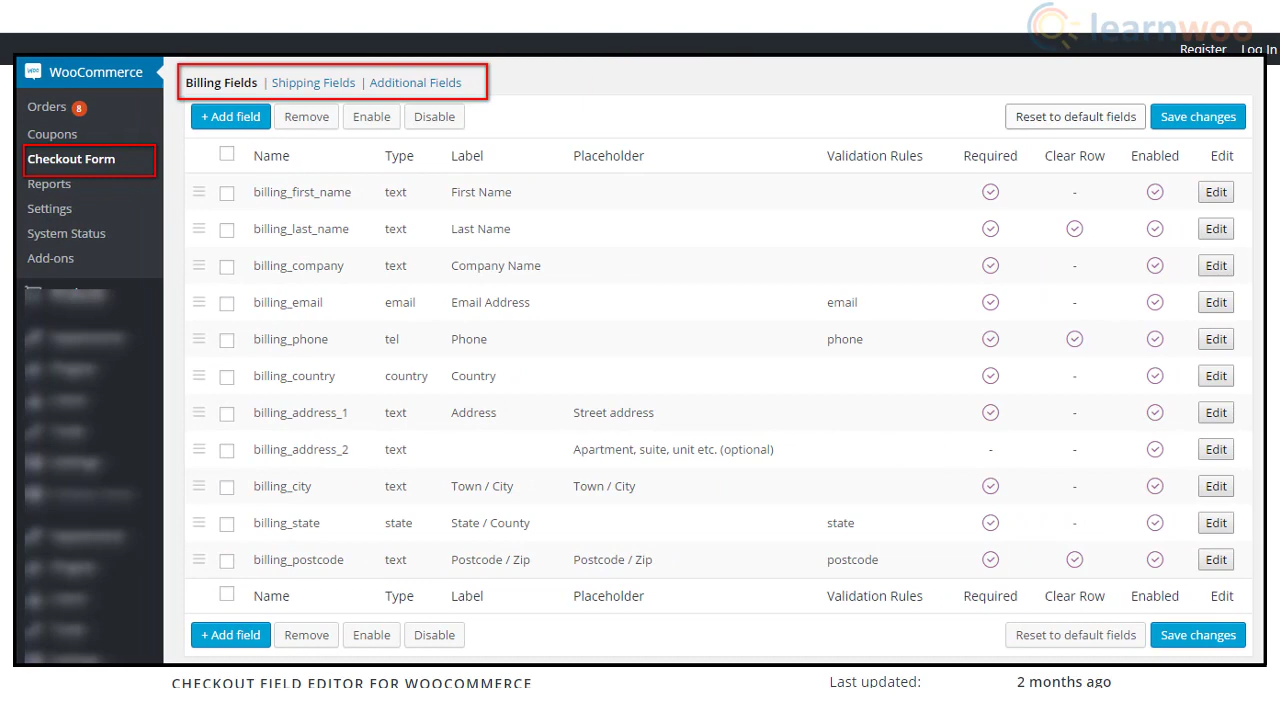 learnwoo
Register Log In
woo WooCommerce
Orders 8
Coupons
Checkout Form
Reports
Settings
System Status
Add-ons
Billing Fields | Shipping Fields | Additional Fields
+ Add field Remove Enable Disable Reset to default fields Save changes
Name Type Label Placeholder Validation Rules Required Clear Row Enabled Edit
billing_first_name text First Name - Edit
billing_last_name text Last Name Edit
billing_company text Company Name - Edit
billing_email email Email Address email - Edit
billing_phone tel Phone phone Edit
billing_country country Country - Edit
billing_address_1 text Address Street address - Edit
billing_address_2 text Apartment, suite, unit etc. (optional) - - Edit
billing_city text Town / City Town / City - Edit
billing_state state State / County state - Edit
billing_postcode text Postcode / Zip Postcode / Zip postcode Edit
Name Type Label Placeholder Validation Rules Required Clear Row Enabled Edit
+ Add field Remove Enable Disable Reset to default fields Save changes
CHECKOUT FIELD EDITOR FOR WOOCOMMERCE Last updated: 2 months ago